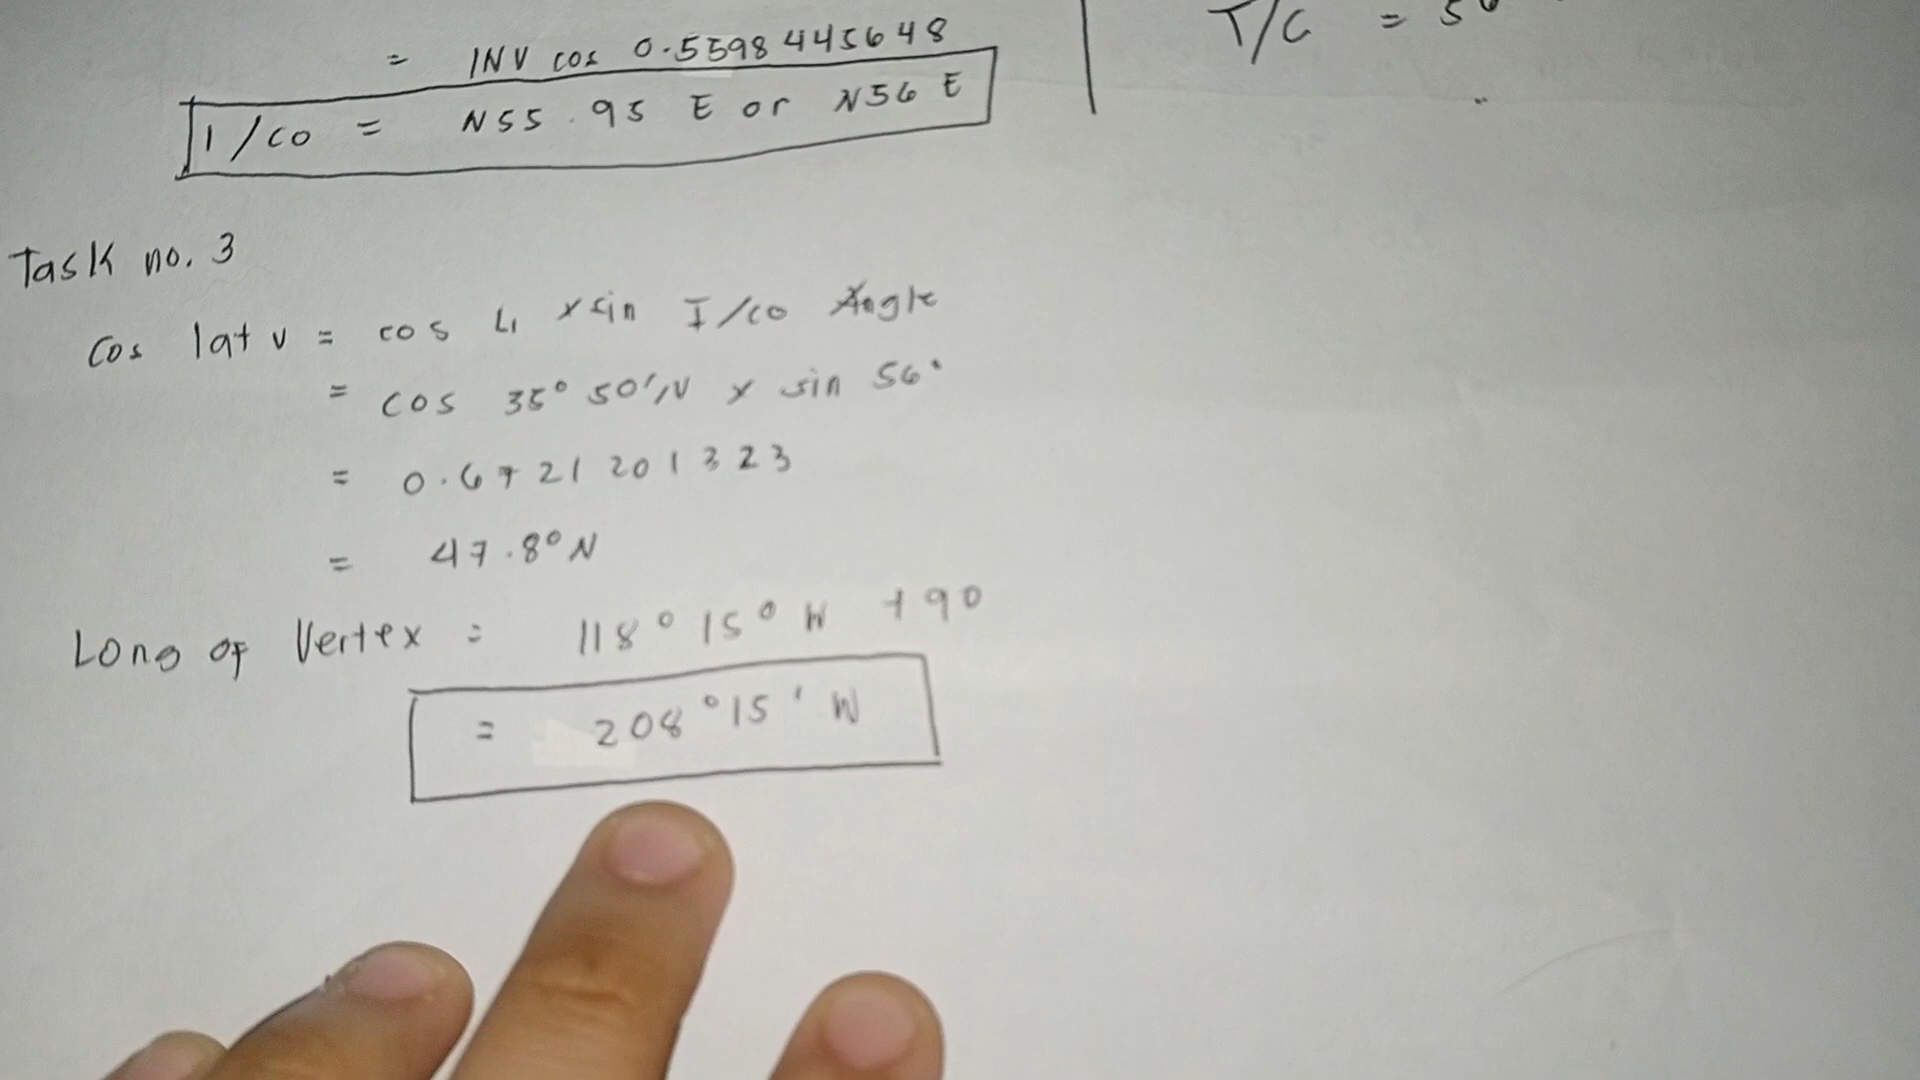 = INV cos 0.5598445648
I/co = N55.95 E or N56 E
T/C = 56
Task no. 3
Cos lat v = cos L1 x sin I/co Angle
= cos 35° 50',N x sin 56°
= 0.6721201323
= 47.8° N
Long of Vertex = 118° 15° W +90
= 208° 15' W